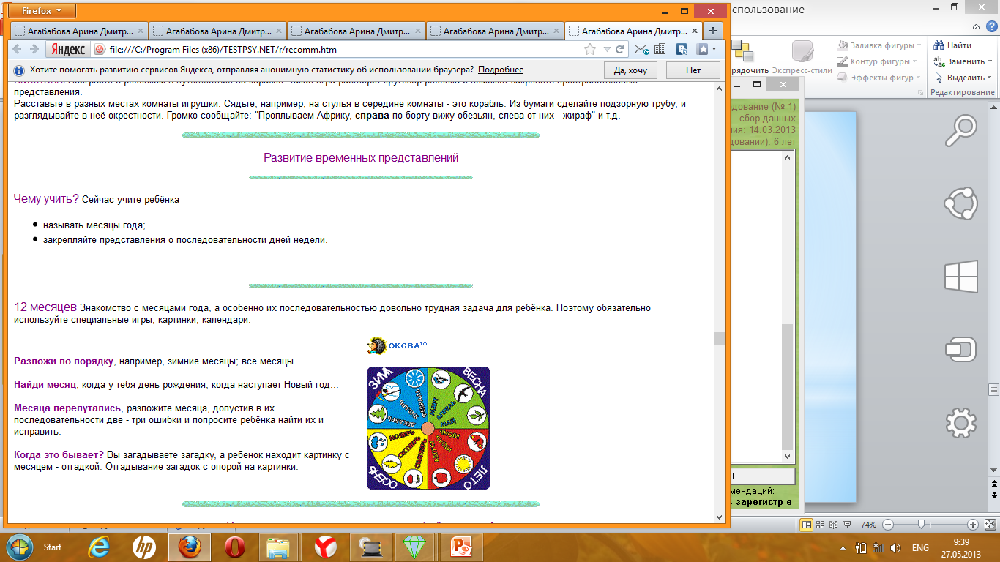 Firefox
использование
Агабабова Арина Дмитр...
Агабабова Арина Дмитр...
Агабабова Арина Дмитр...
Агабабова Арина Дмитр...
Агабабова Арина Дмитр...
Яндекс
file:///C:/Program Files (x86)/TESTPSY.NET/r/recomm.htm
Хотите помогать развитию сервисов Яндекса, отправляя анонимную статистику об использовании браузера? Подробнее
Да, хочу
Нет
рядочить
Экспресс-стили
Заливка фигуры
Контур фигуры
Эффекты фигур
Найти
Заменить
Выделить
Редактирование
представления.
Расставьте в разных местах комнаты игрушки. Сядьте, например, на стулья в середине комнаты - это корабль. Из бумаги сделайте подзорную трубу, и
разглядывайте в неё окрестности. Громко сообщайте: "Проплываем Африку, справа по борту вижу обезьян, слева от них - жираф" и т.д.
Развитие временных представлений
Чему учить? Сейчас учите ребёнка
называть месяцы года;
закрепляйте представления о последовательности дней недели.
12 месяцев Знакомство с месяцами года, а особенно их последовательностью довольно трудная задача для ребёнка. Поэтому обязательно
используйте специальные игры, картинки, календари.
ОКСВА™
Разложи по порядку, например, зимние месяцы; все месяцы.
Найди месяц, когда у тебя день рождения, когда наступает Новый год...
Месяца перепутались, разложите месяца, допустив в их
последовательности две - три ошибки и попросите ребёнка найти их и
исправить.
Когда это бывает? Вы загадываете загадку, а ребёнок находит картинку с
месяцем - отгадкой. Отгадывание загадок с опорой на картинки.
ЗИМА
ВЕСНА
ДЕКАБРЬ
ЯНВАРЬ
ФЕВРАЛЬ
МАРТ
АПРЕЛЬ
МАЙ
НОЯБРЬ
ОКТЯБРЬ
СЕНТЯБРЬ
ИЮНЬ
ИЮЛЬ
АВГУСТ
ОСЕНЬ
ЛЕТО
едование (№ 1)
– сбор данных
ния: 14.03.2013
довании): 6 лет
мендаций:
ь зарегистр-е
74%
Start
ENG
9:39
27.05.2013